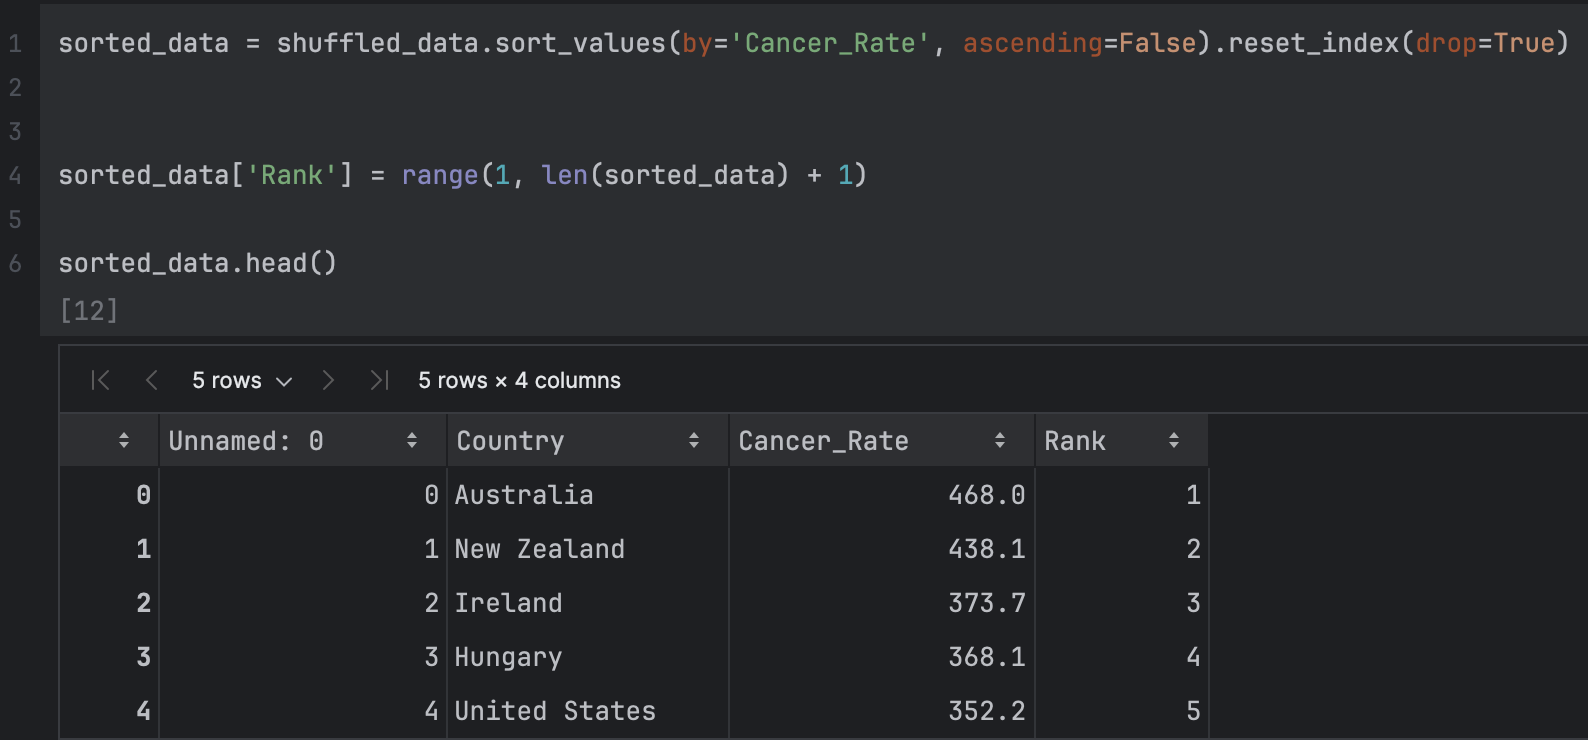 1 sorted_data = shuffled_data.sort_values(by='Cancer_Rate', ascending=False).reset_index(drop=True)
2
3
4 sorted_data['Rank'] = range(1, len(sorted_data) + 1)
5
6 sorted_data.head()
[12]
5 rows 5 rows × 4 columns
Unnamed: 0 Country Cancer_Rate Rank
0 0 Australia 468.0 1
1 1 New Zealand 438.1 2
2 2 Ireland 373.7 3
3 3 Hungary 368.1 4
4 4 United States 352.2 5